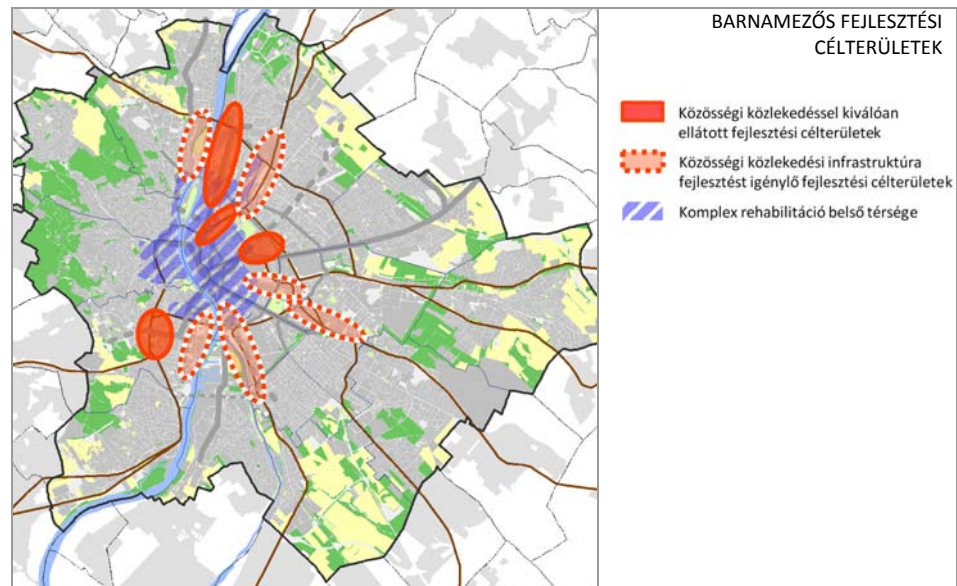 BARNAMEZŐS FEJLESZTÉSI
CÉLTERÜLETEK
Közösségi közlekedéssel kiválóan
ellátott fejlesztési célterületek
Közösségi közlekedési infrastruktúra
fejlesztést igénylő fejlesztési célterületek
Komplex rehabilitáció belső térsége